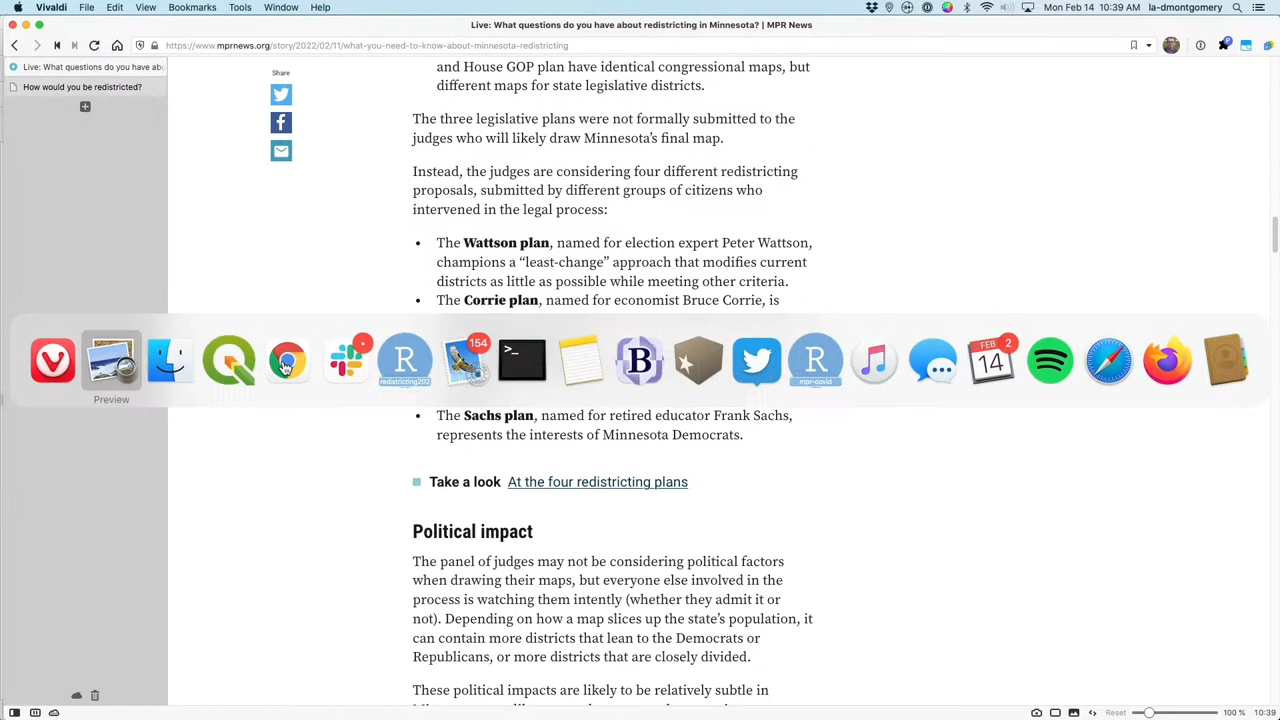 Vivaldi File Edit View Bookmarks Tools Window Help
Mon Feb 14 10:39 AM la-dmontgomery
Live: What questions do you have about redistricting in Minnesota? | MPR News
https://www.mprnews.org/story/2022/02/11/what-you-need-to-know-about-minnesota-redistricting
Live: What questions do you have abo
How would you be redistricted?
Share
and House GOP plan have identical congressional maps, but
different maps for state legislative districts.
The three legislative plans were not formally submitted to the
judges who will likely draw Minnesota’s final map.
Instead, the judges are considering four different redistricting
proposals, submitted by different groups of citizens who
intervened in the legal process:
• The Wattson plan, named for election expert Peter Wattson,
champions a “least-change” approach that modifies current
districts as little as possible while meeting other criteria.
• The Corrie plan, named for economist Bruce Corrie, is
R
redistricting202
154
>_
B
R
mpr-covid
FEB
14
2
Preview
• The Sachs plan, named for retired educator Frank Sachs,
represents the interests of Minnesota Democrats.
Take a look At the four redistricting plans
Political impact
The panel of judges may not be considering political factors
when drawing their maps, but everyone else involved in the
process is watching them intently (whether they admit it or
not). Depending on how a map slices up the state’s population, it
can contain more districts that lean to the Democrats or
Republicans, or more districts that are closely divided.
These political impacts are likely to be relatively subtle in
Reset 100 % 10:39